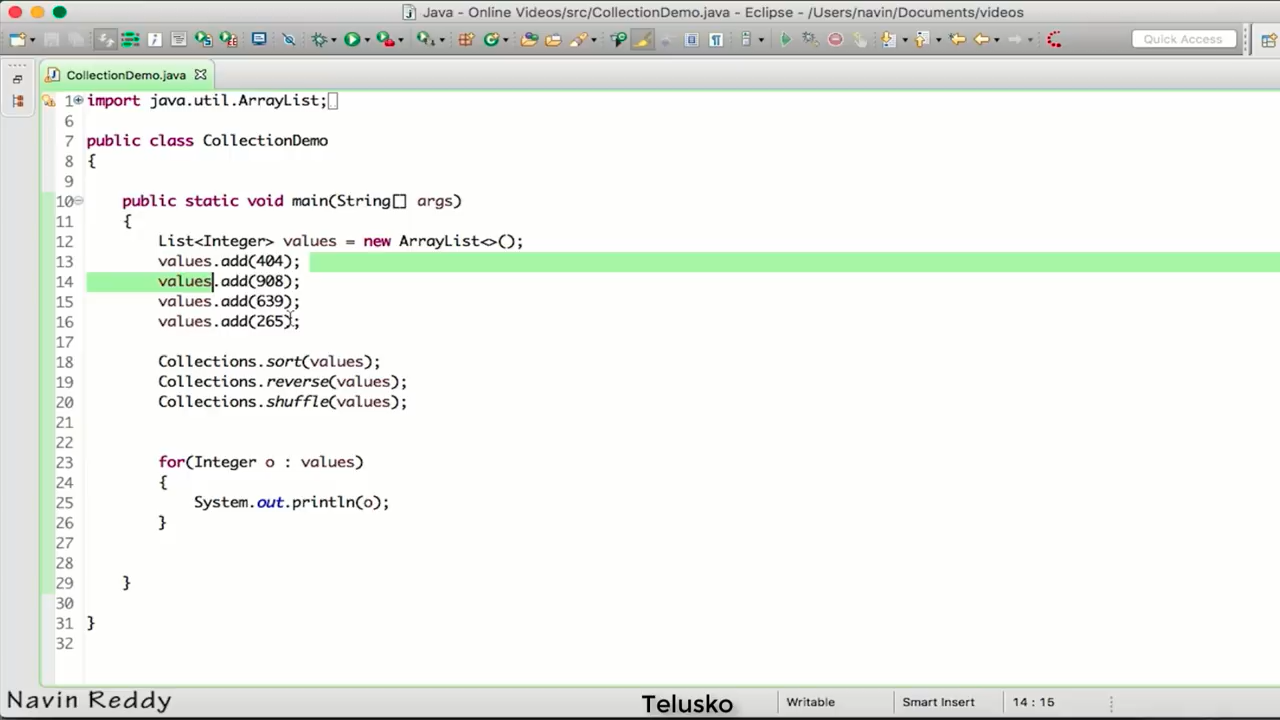 Java - Online Videos/src/CollectionDemo.java - Eclipse - /Users/navin/Documents/videos
Quick Access
CollectionDemo.java
1 import java.util.ArrayList;
6
7 public class CollectionDemo
8 {
9
10 public static void main(String[] args)
11 {
12 List<Integer> values = new ArrayList<>();
13 values.add(404);
14 values.add(908);
15 values.add(639);
16 values.add(265);
17
18 Collections.sort(values);
19 Collections.reverse(values);
20 Collections.shuffle(values);
21
22
23 for(Integer o : values)
24 {
25 System.out.println(o);
26 }
27
28
29 }
30
31 }
32
Navin Reddy Telusko Writable Smart Insert 14 : 15